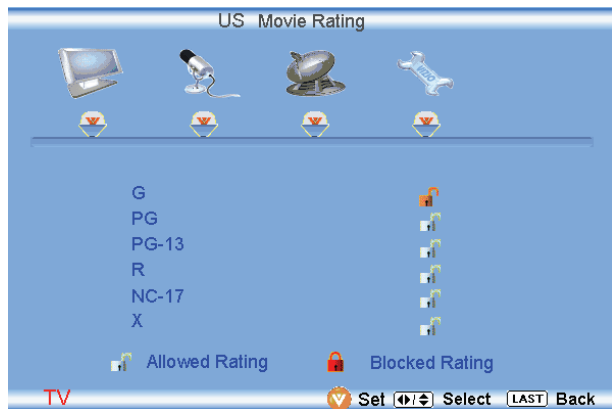 US Movie Rating
G
PG
PG-13
R
NC-17
X
Allowed Rating Blocked Rating
TV Set Select LAST Back